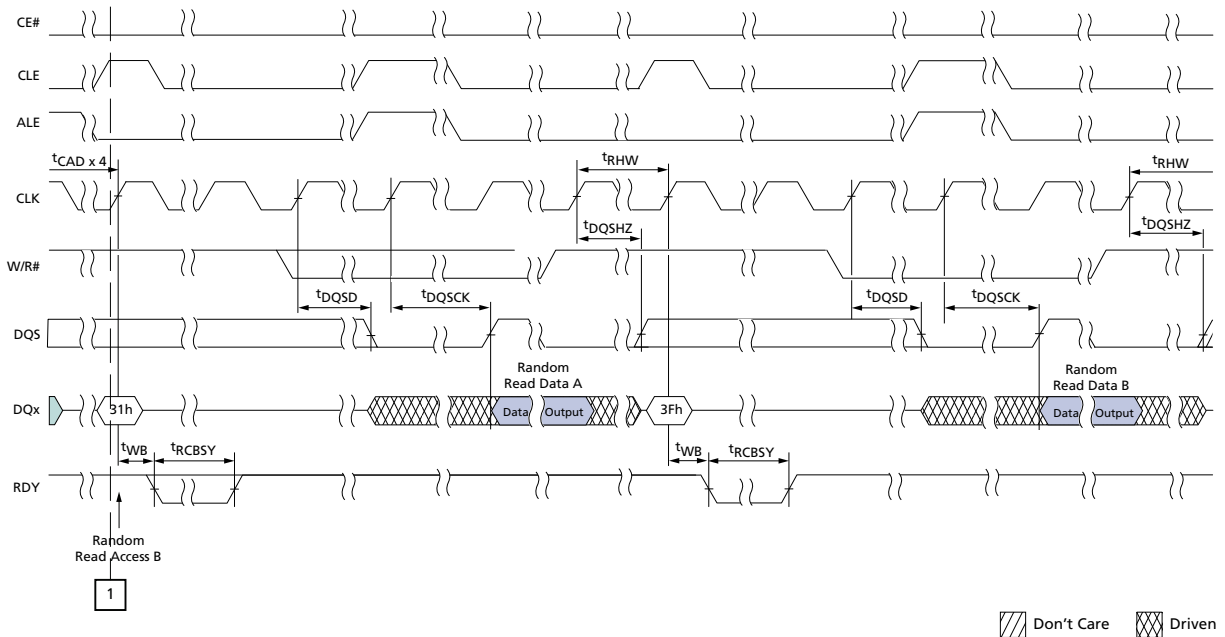 CE#
CLE
ALE
tCAD x 4
tRHW
tRHW
CLK
tDQSHZ
tDQSHZ
W/R#
tDQSD
tDQSCK
tDQSD
tDQSCK
DQS
Random
Read Data A
Random
Read Data B
DQx
31h
Data Output
3Fh
Data Output
tWB
tRCBSY
tWB
tRCBSY
RDY
Random
Read Access B
1
Don't Care
Driven